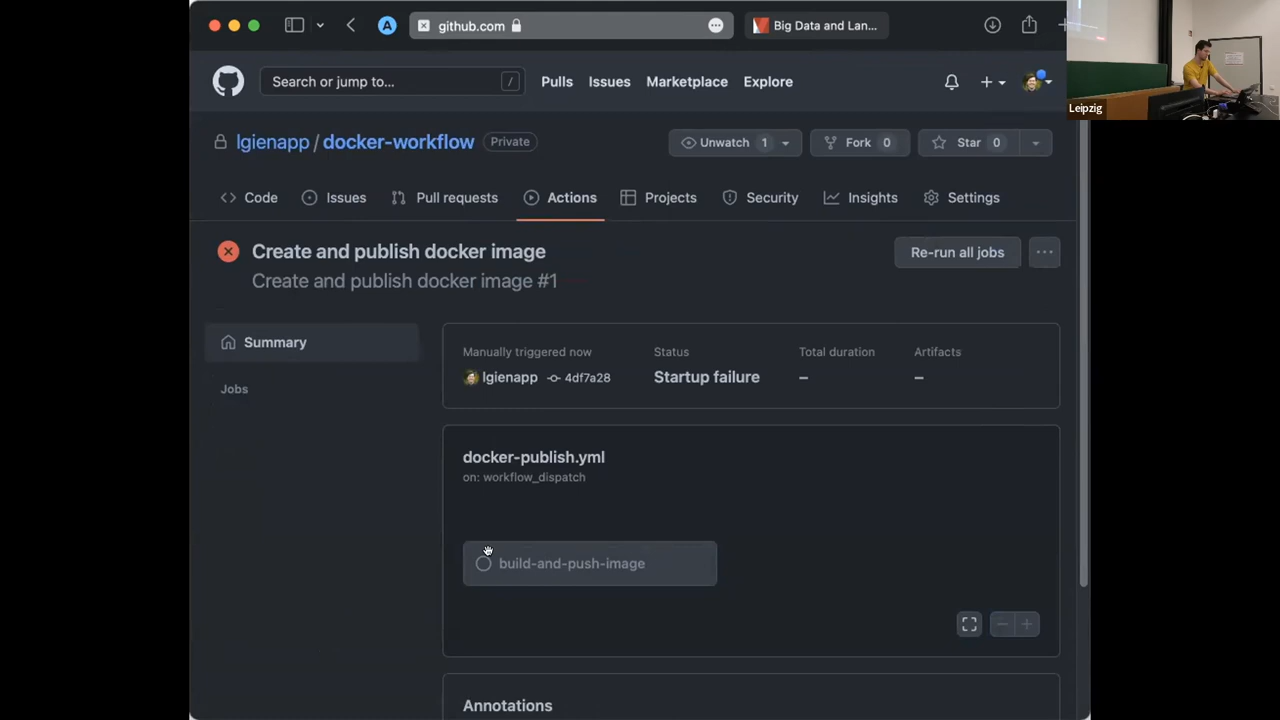 github.com
Big Data and Lan...
Leipzig
Search or jump to...
/
Pulls
Issues
Marketplace
Explore
lgienapp / docker-workflow
Private
Unwatch 1
Fork 0
Star 0
Code
Issues
Pull requests
Actions
Projects
Security
Insights
Settings
Create and publish docker image
Create and publish docker image #1
Re-run all jobs
Summary
Jobs
Manually triggered now
lgienapp 4df7a28
Status
Startup failure
Total duration
–
Artifacts
–
docker-publish.yml
on: workflow_dispatch
build-and-push-image
Annotations